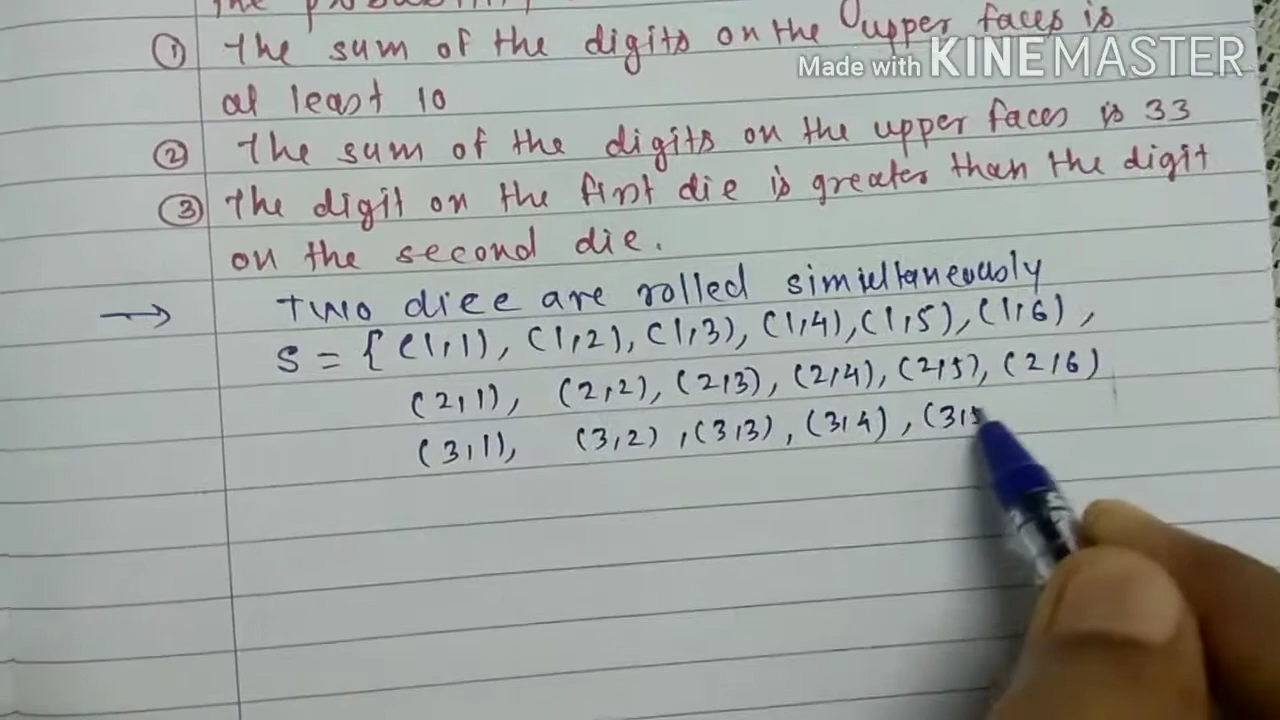 the
① The sum of the digits on the upper faces is
Made with KINEMASTER
at least 10
② The sum of the digits on the upper faces is 33
③ The digit on the first die is greater than the digit
on the second die.
→ Two dice are rolled simieltaneously
S = { (1,1), (1,2), (1,3), (1,4), (1,5), (1,6),
(2,1), (2,2), (2,3), (2,4), (2,5), (2,6)
(3,1), (3,2), (3,3), (3,4), (3,5